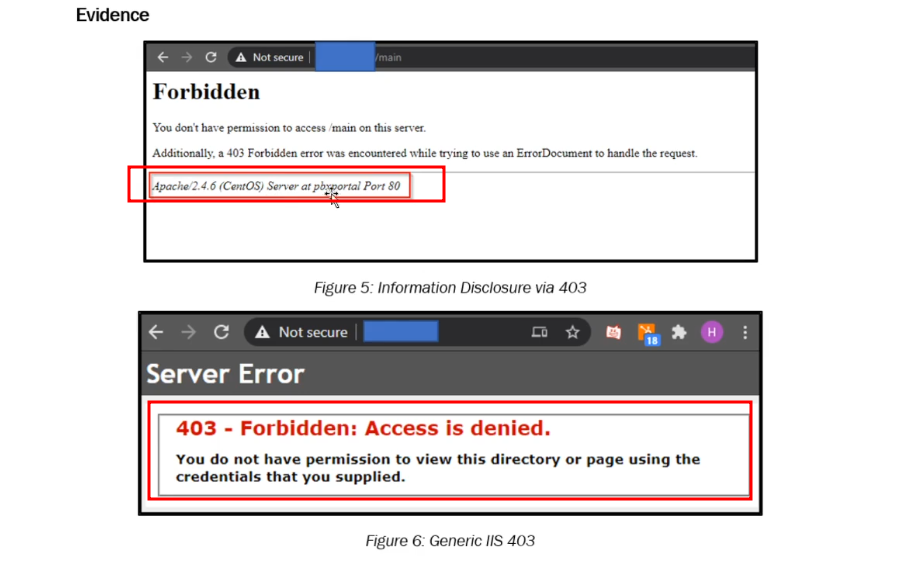 Evidence
Not secure
/main
Forbidden
You don't have permission to access /main on this server.
Additionally, a 403 Forbidden error was encountered while trying to use an ErrorDocument to handle the request.
Apache/2.4.6 (CentOS) Server at pbxportal Port 80
Figure 5: Information Disclosure via 403
Not secure
18
H
Server Error
403 - Forbidden: Access is denied.
You do not have permission to view this directory or page using the
credentials that you supplied.
Figure 6: Generic IIS 403